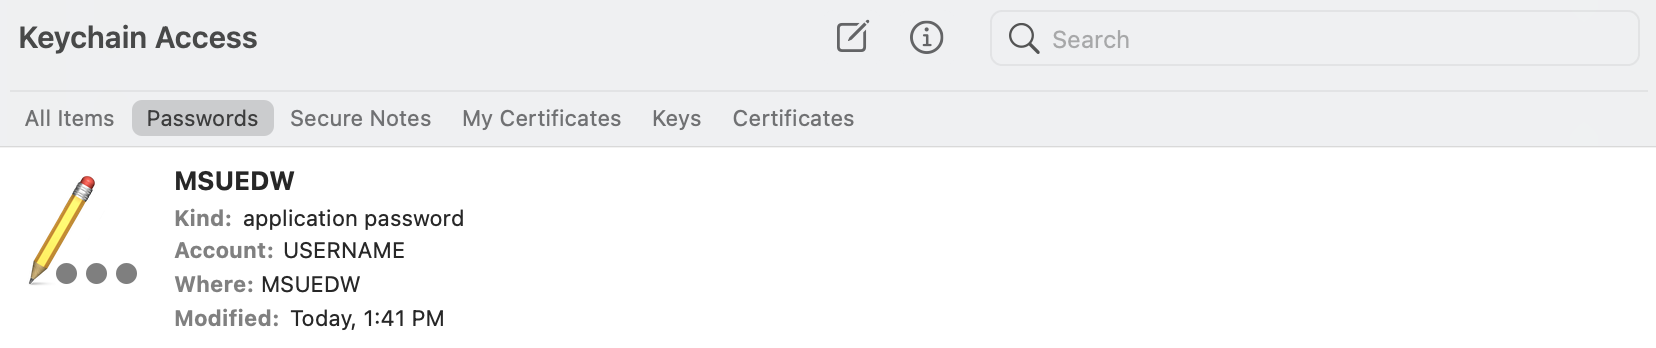 Keychain Access
Search
All Items Passwords Secure Notes My Certificates Keys Certificates
MSUEDW
Kind: application password
Account: USERNAME
Where: MSUEDW
Modified: Today, 1:41 PM